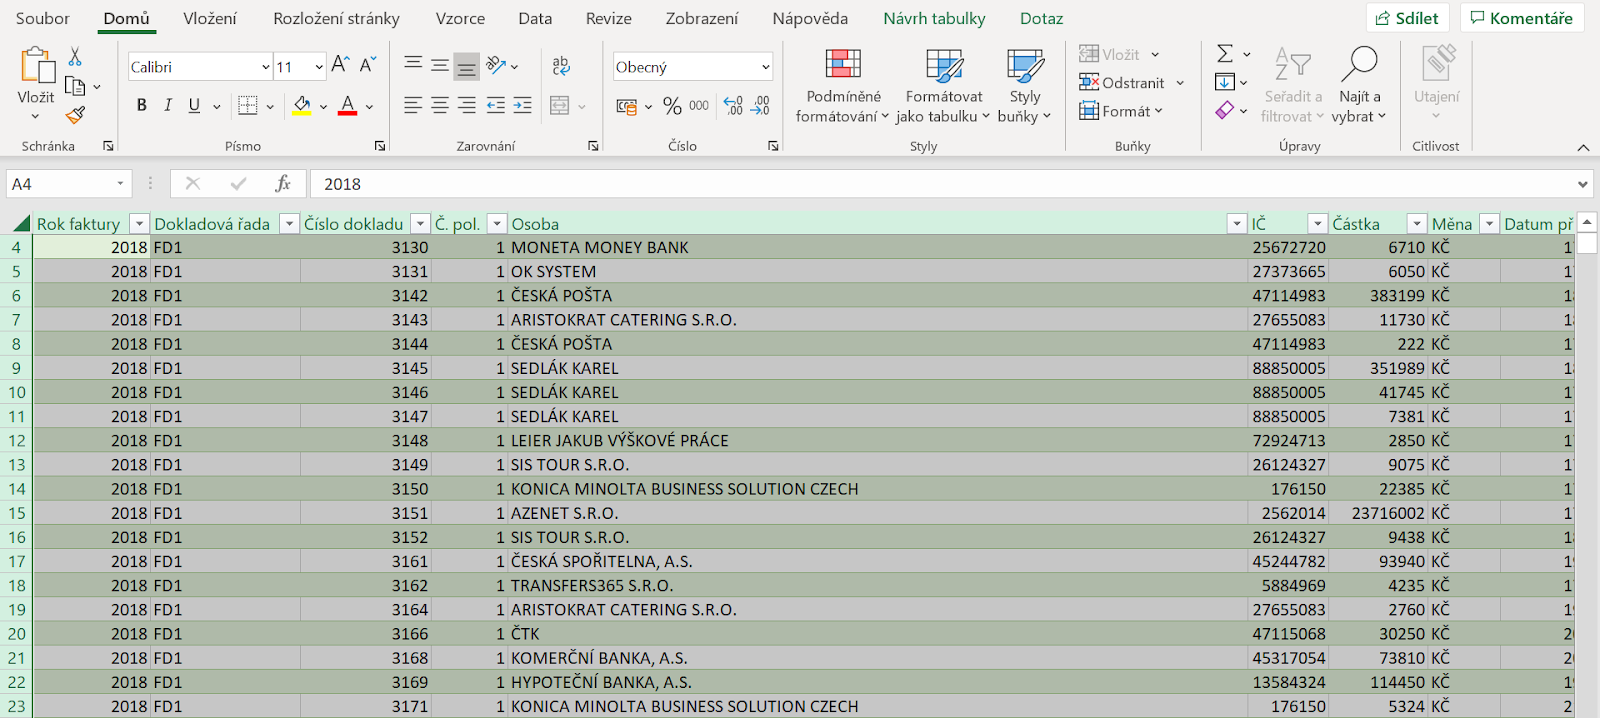 Soubor Domů Vložení Rozložení stránky Vzorce Data Revize Zobrazení Nápověda Návrh tabulky Dotaz Sdílet Komentáře
Vložit
Calibri 11 A A
B I U A
ab
Obecný
% 000 ,00 ,00
Podmíněné formátování
Formátovat jako tabulku
Styly buňky
Vložit
Odstranit
Formát
Seřadit a filtrovat
Najít a vybrat
Utajení
Schránka Písmo Zarovnání Číslo Styly Buňky Úpravy Citlivost
A4 fx 2018
Rok faktury Dokladová řada Číslo dokladu Č. pol. Osoba IČ Částka Měna Datum př
4 2018 FD1 3130 1 MONETA MONEY BANK 25672720 6710 KČ 1
5 2018 FD1 3131 1 OK SYSTEM 27373665 6050 KČ 1
6 2018 FD1 3142 1 ČESKÁ POŠTA 47114983 383199 KČ 1
7 2018 FD1 3143 1 ARISTOKRAT CATERING S.R.O. 27655083 11730 KČ 1
8 2018 FD1 3144 1 ČESKÁ POŠTA 47114983 222 KČ 1
9 2018 FD1 3145 1 SEDLÁK KAREL 88850005 351989 KČ 1
10 2018 FD1 3146 1 SEDLÁK KAREL 88850005 41745 KČ 1
11 2018 FD1 3147 1 SEDLÁK KAREL 88850005 7381 KČ 1
12 2018 FD1 3148 1 LEIER JAKUB VÝŠKOVÉ PRÁCE 72924713 2850 KČ 1
13 2018 FD1 3149 1 SIS TOUR S.R.O. 26124327 9075 KČ 1
14 2018 FD1 3150 1 KONICA MINOLTA BUSINESS SOLUTION CZECH 176150 22385 KČ 1
15 2018 FD1 3151 1 AZENET S.R.O. 2562014 23716002 KČ 1
16 2018 FD1 3152 1 SIS TOUR S.R.O. 26124327 9438 KČ 1
17 2018 FD1 3161 1 ČESKÁ SPOŘITELNA, A.S. 45244782 93940 KČ 1
18 2018 FD1 3162 1 TRANSFERS365 S.R.O. 5884969 4235 KČ 1
19 2018 FD1 3164 1 ARISTOKRAT CATERING S.R.O. 27655083 2760 KČ 1
20 2018 FD1 3166 1 ČTK 47115068 30250 KČ 2
21 2018 FD1 3168 1 KOMERČNÍ BANKA, A.S. 45317054 73810 KČ 2
22 2018 FD1 3169 1 HYPOTEČNÍ BANKA, A.S. 13584324 114450 KČ 1
23 2018 FD1 3171 1 KONICA MINOLTA BUSINESS SOLUTION CZECH 176150 5324 KČ 2